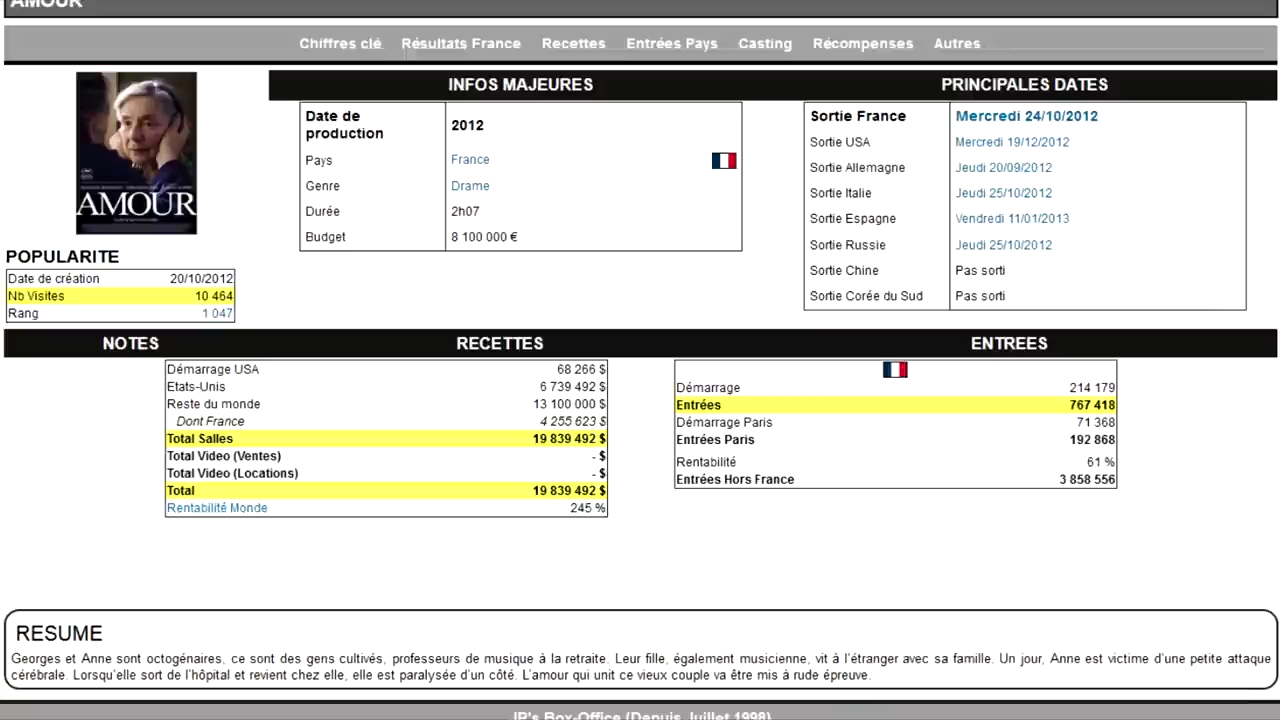 AMOUR
Chiffres clé Résultats France Recettes Entrées Pays Casting Récompenses Autres
AMOUR
INFOS MAJEURES
Date de production 2012
Pays France
Genre Drame
Durée 2h07
Budget 8 100 000 €
PRINCIPALES DATES
Sortie France Mercredi 24/10/2012
Sortie USA Mercredi 19/12/2012
Sortie Allemagne Jeudi 20/09/2012
Sortie Italie Jeudi 25/10/2012
Sortie Espagne Vendredi 11/01/2013
Sortie Russie Jeudi 25/10/2012
Sortie Chine Pas sorti
Sortie Corée du Sud Pas sorti
POPULARITE
Date de création 20/10/2012
Nb Visites 10 464
Rang 1 047
NOTES
RECETTES
Démarrage USA 68 266 $
Etats-Unis 6 739 492 $
Reste du monde 13 100 000 $
Dont France 4 255 623 $
Total Salles 19 839 492 $
Total Video (Ventes) - $
Total Video (Locations) - $
Total 19 839 492 $
Rentabilité Monde 245 %
ENTREES
Démarrage 214 179
Entrées 767 418
Démarrage Paris 71 368
Entrées Paris 192 868
Rentabilité 61 %
Entrées Hors France 3 858 556
RESUME
Georges et Anne sont octogénaires, ce sont des gens cultivés, professeurs de musique à la retraite. Leur fille, également musicienne, vit à l'étranger avec sa famille. Un jour, Anne est victime d'une petite attaque
cérébrale. Lorsqu'elle sort de l'hôpital et revient chez elle, elle est paralysée d'un côté. L'amour qui unit ce vieux couple va être mis à rude épreuve.
JP's Box-Office (Depuis Juillet 1998)